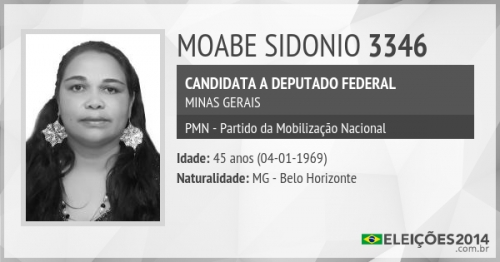 MOABE SIDONIO 3346
CANDIDATA A DEPUTADO FEDERAL
MINAS GERAIS
PMN - Partido da Mobilização Nacional
Idade: 45 anos (04-01-1969)
Naturalidade: MG - Belo Horizonte
ELEIÇÕES2014
.com.br